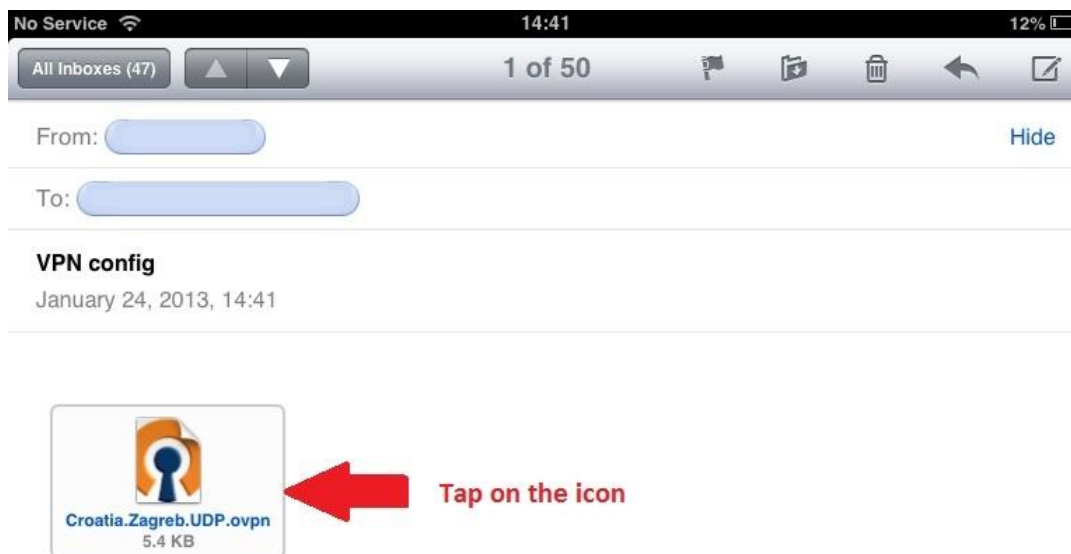 No Service 14:41 12%
All Inboxes (47) 1 of 50
From: Hide
To:
VPN config
January 24, 2013, 14:41
Tap on the icon
Croatia.Zagreb.UDP.ovpn
5.4 KB